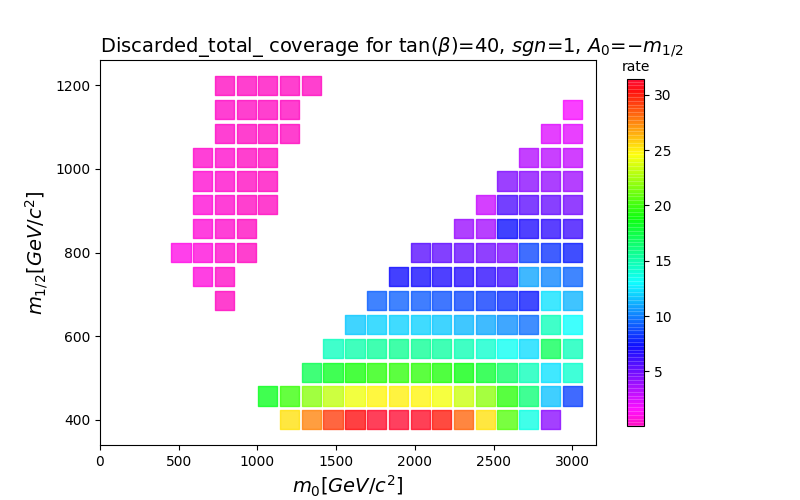 Discarded_total_ coverage for tan(β)=40, sgn=1, A₀=−m₁/₂
rate
1200
1000
800
600
400
m₁/₂[GeV/c²]
0 500 1000 1500 2000 2500 3000
m₀[GeV/c²]
30
25
20
15
10
5